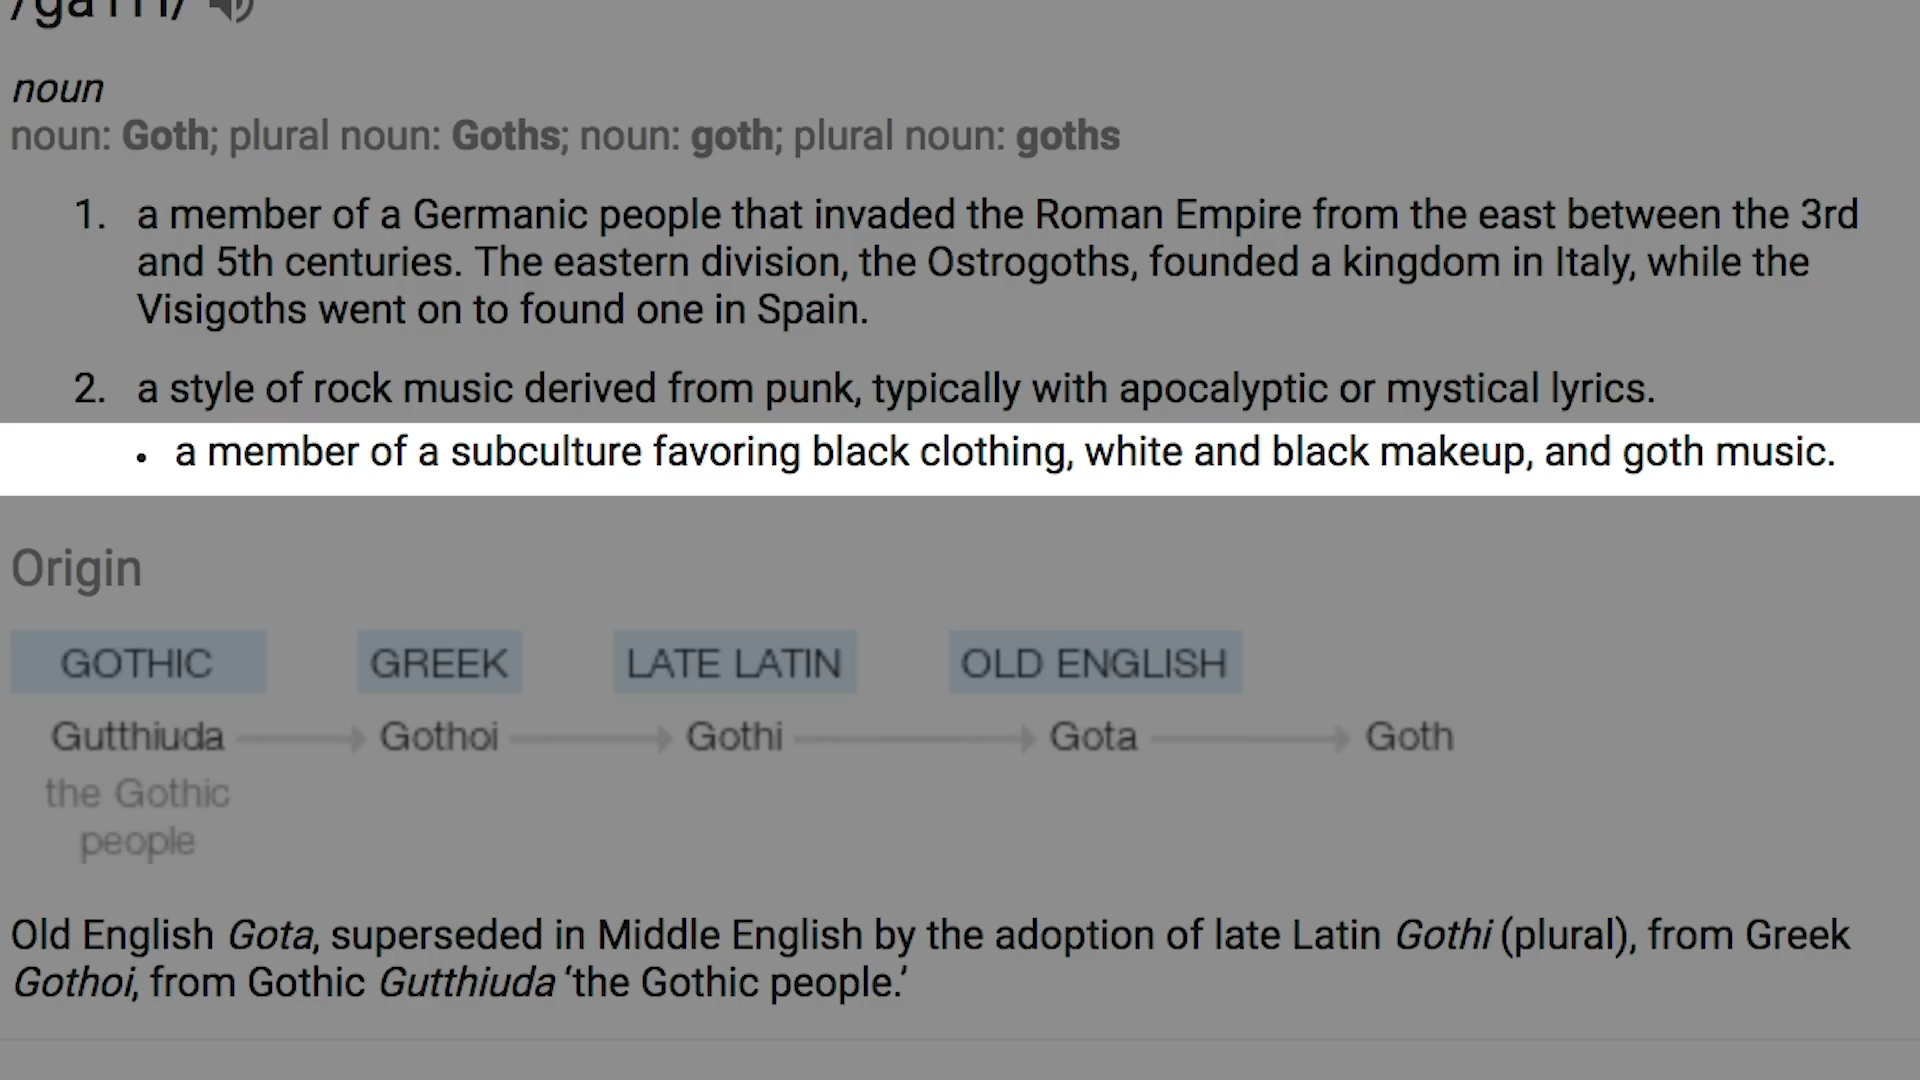 noun
noun: Goth; plural noun: Goths; noun: goth; plural noun: goths
1. a member of a Germanic people that invaded the Roman Empire from the east between the 3rd
and 5th centuries. The eastern division, the Ostrogoths, founded a kingdom in Italy, while the
Visigoths went on to found one in Spain.
2. a style of rock music derived from punk, typically with apocalyptic or mystical lyrics.
• a member of a subculture favoring black clothing, white and black makeup, and goth music.
Origin
GOTHIC GREEK LATE LATIN OLD ENGLISH
Gutthiuda Gothoi Gothi Gota Goth
the Gothic
people
Old English Gota, superseded in Middle English by the adoption of late Latin Gothi (plural), from Greek
Gothoi, from Gothic Gutthiuda ‘the Gothic people.’